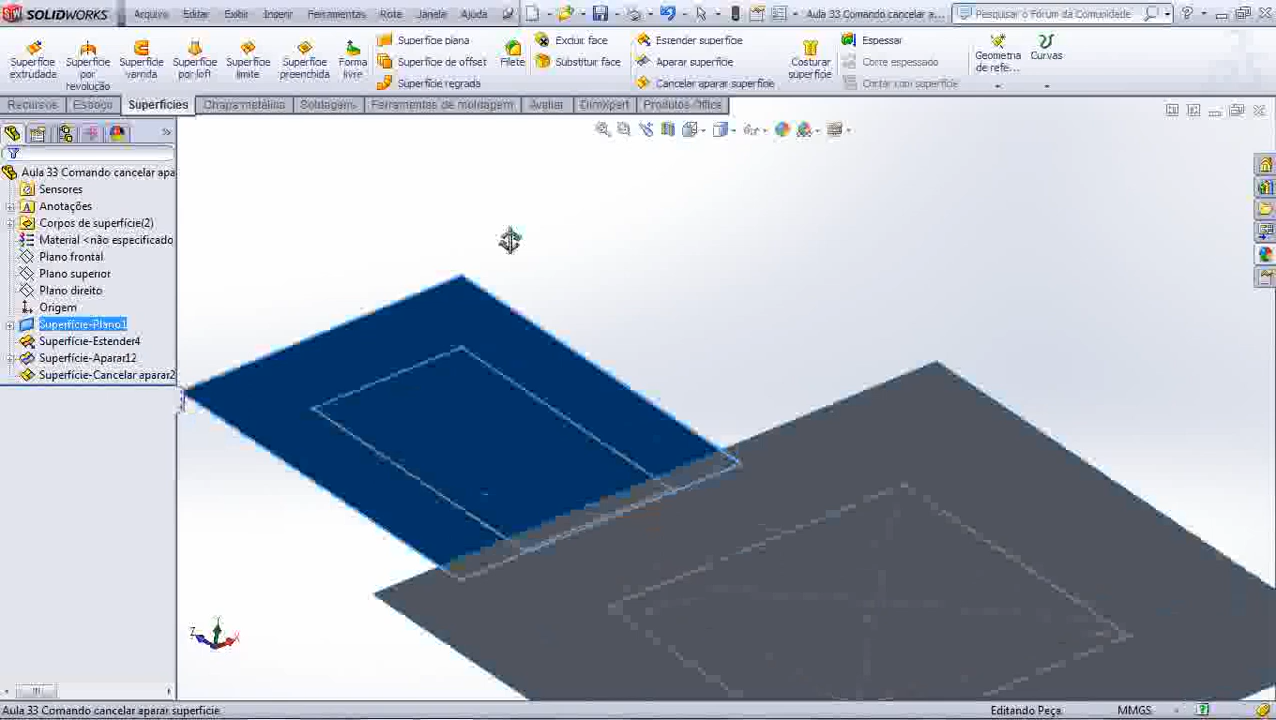 SW SOLIDWORKS Arquivo Editar Exibir Inserir Ferramentas Rota Janela Ajuda Aula 33 Comando cancelar a... Pesquisar o Fórum da Comunidade
Superfície extrudada
Superfície por revolução
Superfície varrida
Superfície por loft
Superfície limite
Superfície preenchida
Forma livre
Superfície plana
Superfície de offset
Superfície regrada
Filete
Excluir face
Substituir face
Estender superfície
Aparar superfície
Cancelar aparar superfície
Costurar superfície
Espessar
Corte espessado
Cortar com superfície
Geometria de refe...
Curvas
Recursos Esboço Superfícies Chapa metálica Soldagens Ferramentas de moldagem Avaliar DimXpert Produtos Office
Aula 33 Comando cancelar apar
Sensores
Anotações
Corpos de superfície(2)
Material <não especificado
Plano frontal
Plano superior
Plano direito
Origem
Superfície-Plano1
Superfície-Estender4
Superfície-Aparar12
Superfície-Cancelar aparar2
Z Y X
Aula 33 Comando cancelar aparar superfície Editando Peça MMGS